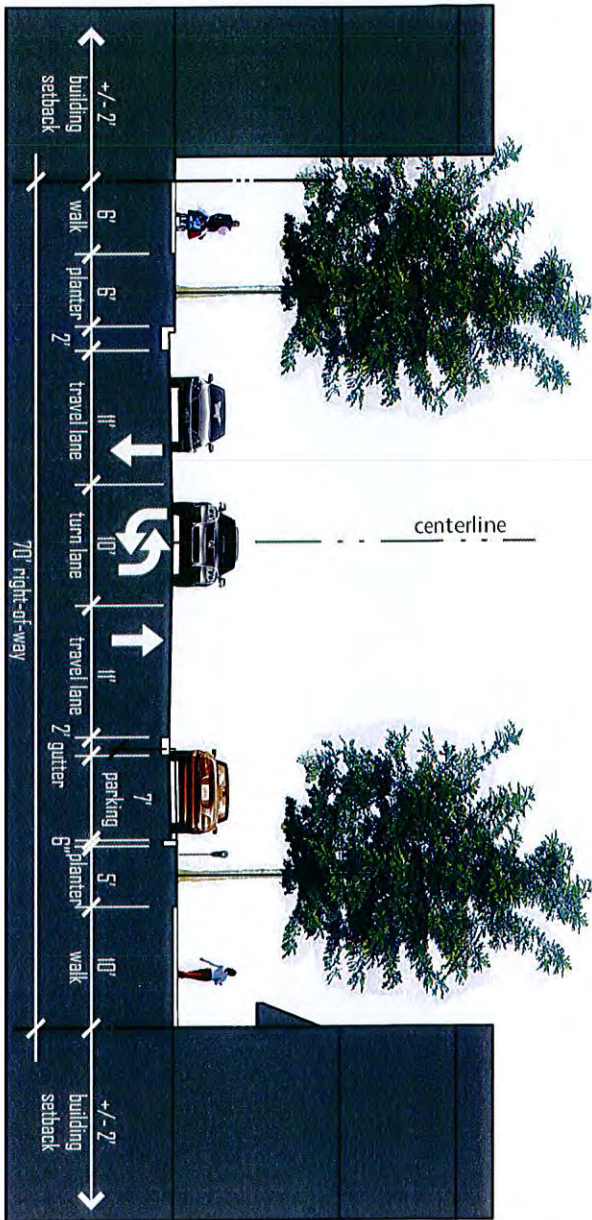 centerline
+/- 2'
building
setback
6'
walk
6'
planter
2'
11'
travel lane
10'
turn lane
11'
travel lane
2' gutter
7'
parking
6"
planter
5'
10'
walk
+/- 2'
building
setback
70' right-of-way